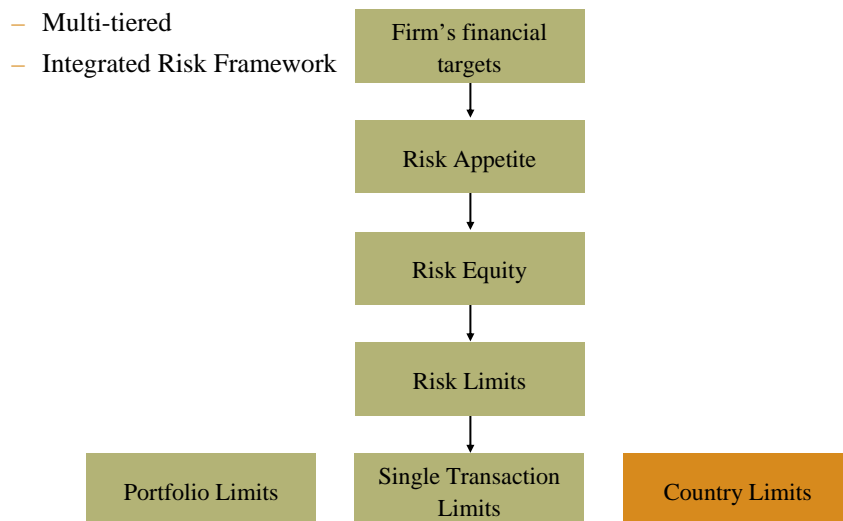 – Multi-tiered
– Integrated Risk Framework
Firm’s financial
targets
Risk Appetite
Risk Equity
Risk Limits
Portfolio Limits
Single Transaction
Limits
Country Limits